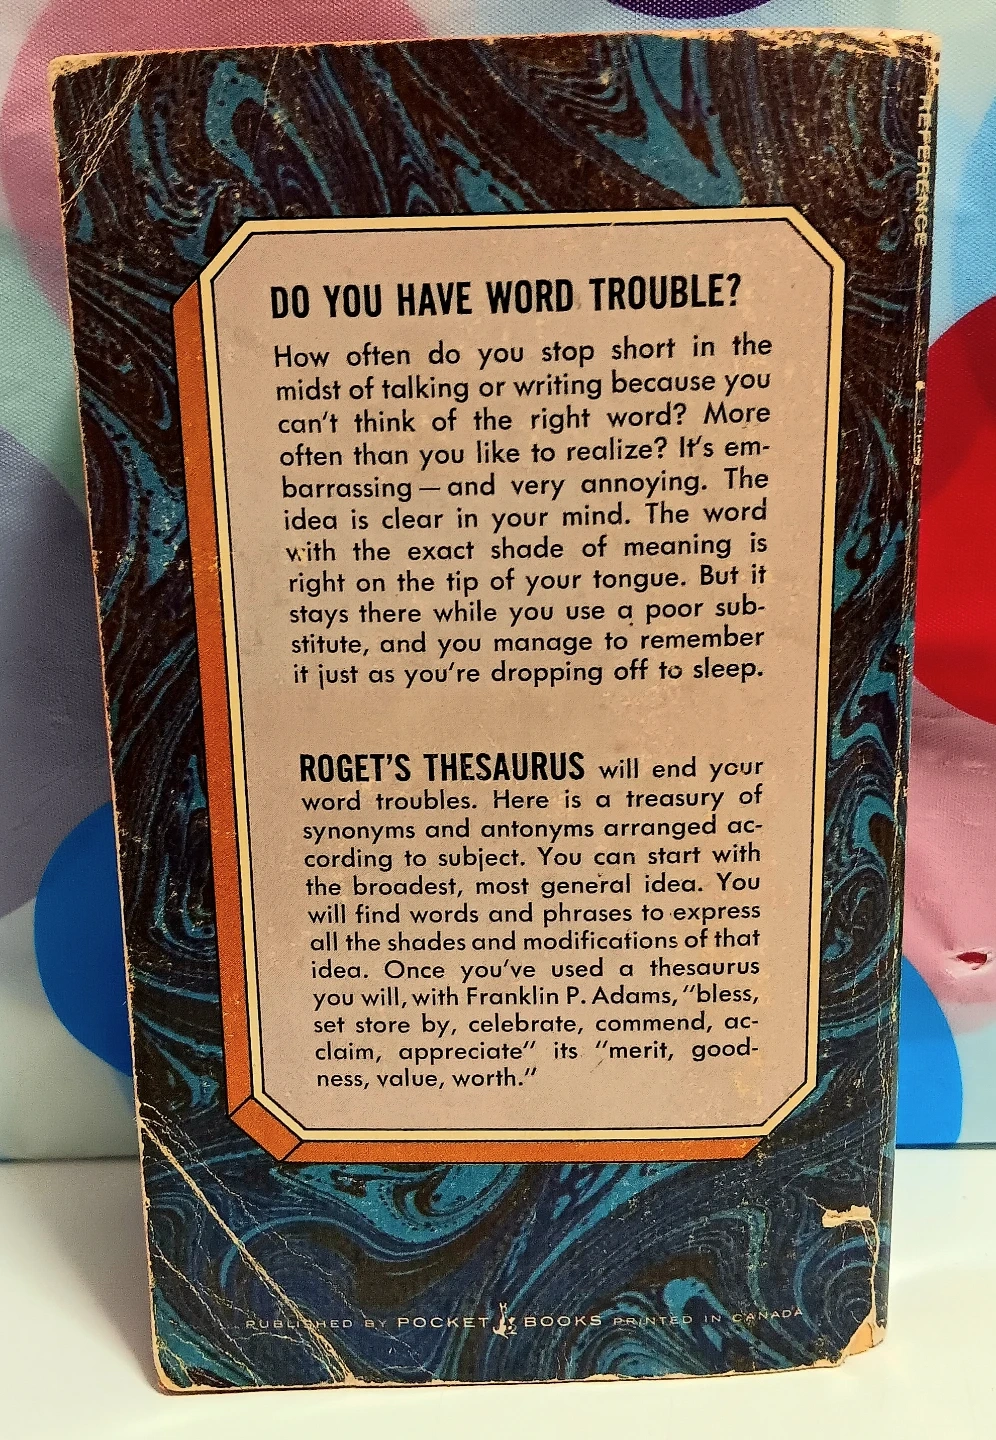 REFERENCE
DO YOU HAVE WORD TROUBLE?
How often do you stop short in the
midst of talking or writing because you
can't think of the right word? More
often than you like to realize? It's em-
barrassing — and very annoying. The
idea is clear in your mind. The word
with the exact shade of meaning is
right on the tip of your tongue. But it
stays there while you use a poor sub-
stitute, and you manage to remember
it just as you're dropping off to sleep.
ROGET'S THESAURUS will end your
word troubles. Here is a treasury of
synonyms and antonyms arranged ac-
cording to subject. You can start with
the broadest, most general idea. You
will find words and phrases to express
all the shades and modifications of that
idea. Once you've used a thesaurus
you will, with Franklin P. Adams, "bless,
set store by, celebrate, commend, ac-
claim, appreciate" its "merit, good-
ness, value, worth."
PUBLISHED BY POCKET BOOKS PRINTED IN CANADA